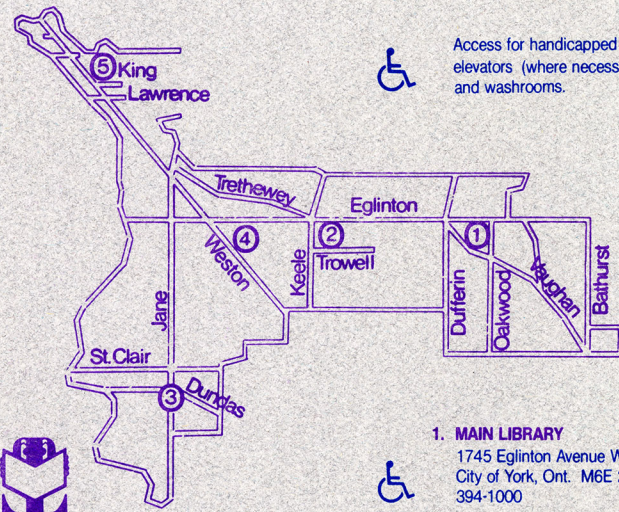 Access for handicapped
elevators (where
and washrooms.
5 King
Lawrence
Trethewey
Eglinton
4
2
1
Trowell
Weston
Keele
Jane
Dufferin
Oakwood
Vaughan
Bathurst
St. Clair
3
Dundas
1. MAIN LIBRARY
1745 Eglinton Avenue
City of York, Ont. M6E
394-1000